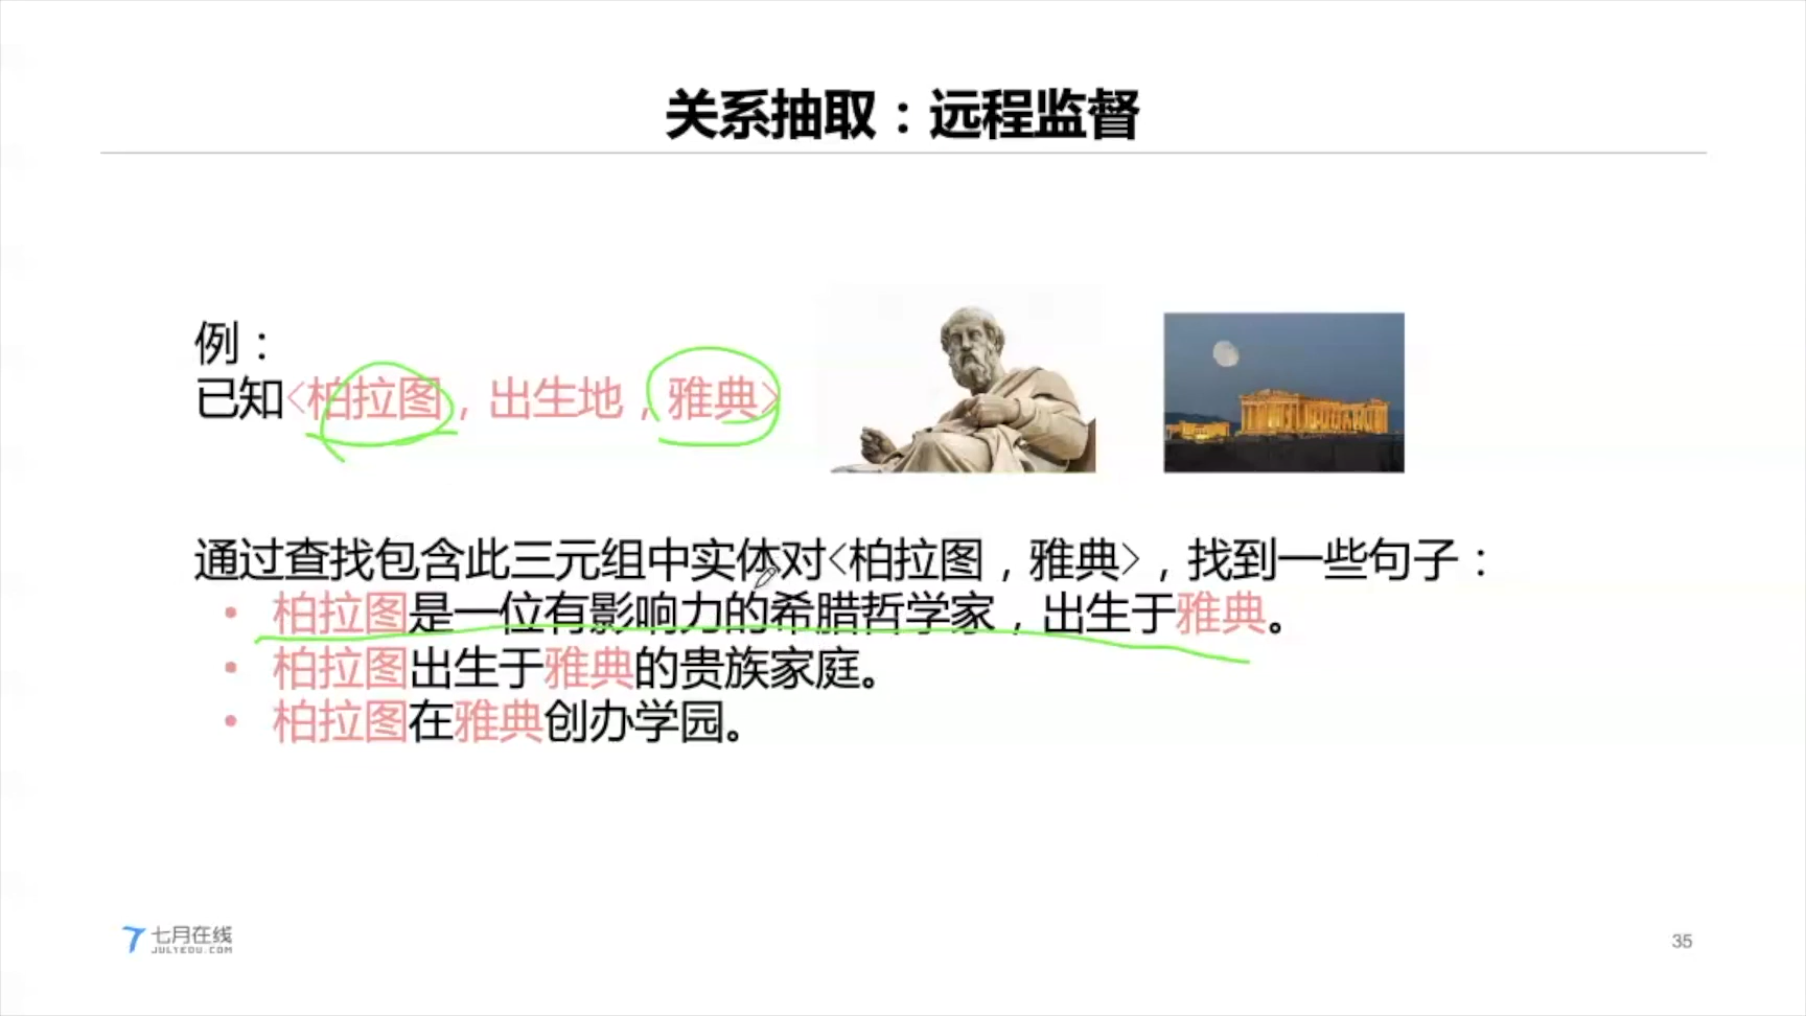 关系抽取：远程监督
例：
已知<柏拉图，出生地，雅典>
通过查找包含此三元组中实体对<柏拉图，雅典>，找到一些句子：
• 柏拉图是一位有影响力的希腊哲学家，出生于雅典。
• 柏拉图出生于雅典的贵族家庭。
• 柏拉图在雅典创办学园。
七月在线
JULYEDU.COM
35